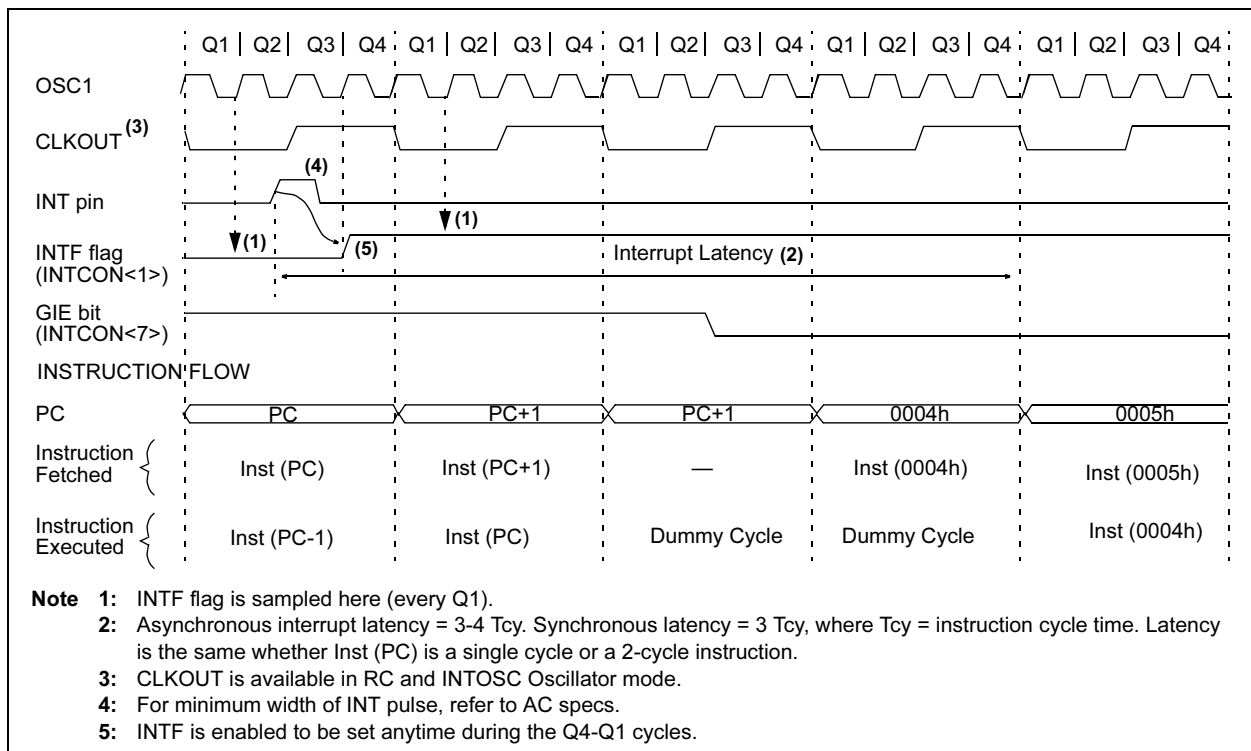 Q1 | Q2 | Q3 | Q4 Q1 | Q2 | Q3 | Q4 Q1 | Q2 | Q3 | Q4 Q1 | Q2 | Q3 | Q4 Q1 | Q2 | Q3 | Q4
OSC1
CLKOUT (3)
(4)
INT pin
(1)
(1)
(5)
INTF flag
(INTCON<1>)
Interrupt Latency (2)
GIE bit
(INTCON<7>)
INSTRUCTION FLOW
PC PC PC+1 PC+1 0004h 0005h
Instruction
Fetched
Inst (PC) Inst (PC+1) — Inst (0004h) Inst (0005h)
Instruction
Executed
Inst (PC-1) Inst (PC) Dummy Cycle Dummy Cycle Inst (0004h)
Note 1: INTF flag is sampled here (every Q1).
2: Asynchronous interrupt latency = 3-4 Tcy. Synchronous latency = 3 Tcy, where Tcy = instruction cycle time. Latency
is the same whether Inst (PC) is a single cycle or a 2-cycle instruction.
3: CLKOUT is available in RC and INTOSC Oscillator mode.
4: For minimum width of INT pulse, refer to AC specs.
5: INTF is enabled to be set anytime during the Q4-Q1 cycles.